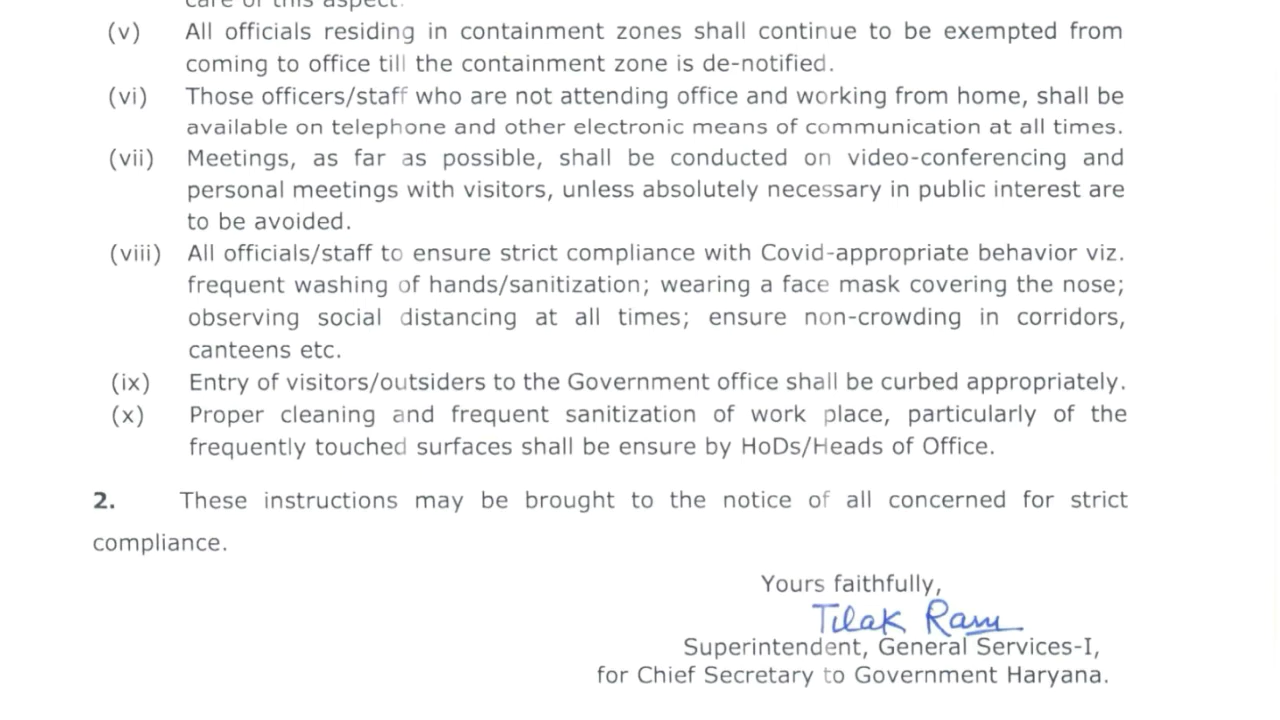 care of this aspect.
(v) All officials residing in containment zones shall continue to be exempted from
coming to office till the containment zone is de-notified.
(vi) Those officers/staff who are not attending office and working from home, shall be
available on telephone and other electronic means of communication at all times.
(vii) Meetings, as far as possible, shall be conducted on video-conferencing and
personal meetings with visitors, unless absolutely necessary in public interest are
to be avoided.
(viii) All officials/staff to ensure strict compliance with Covid-appropriate behavior viz.
frequent washing of hands/sanitization; wearing a face mask covering the nose;
observing social distancing at all times; ensure non-crowding in corridors,
canteens etc.
(ix) Entry of visitors/outsiders to the Government office shall be curbed appropriately.
(x) Proper cleaning and frequent sanitization of work place, particularly of the
frequently touched surfaces shall be ensure by HoDs/Heads of Office.
2. These instructions may be brought to the notice of all concerned for strict
compliance.
Yours faithfully,
Tilak Ram
Superintendent, General Services-I,
for Chief Secretary to Government Haryana.